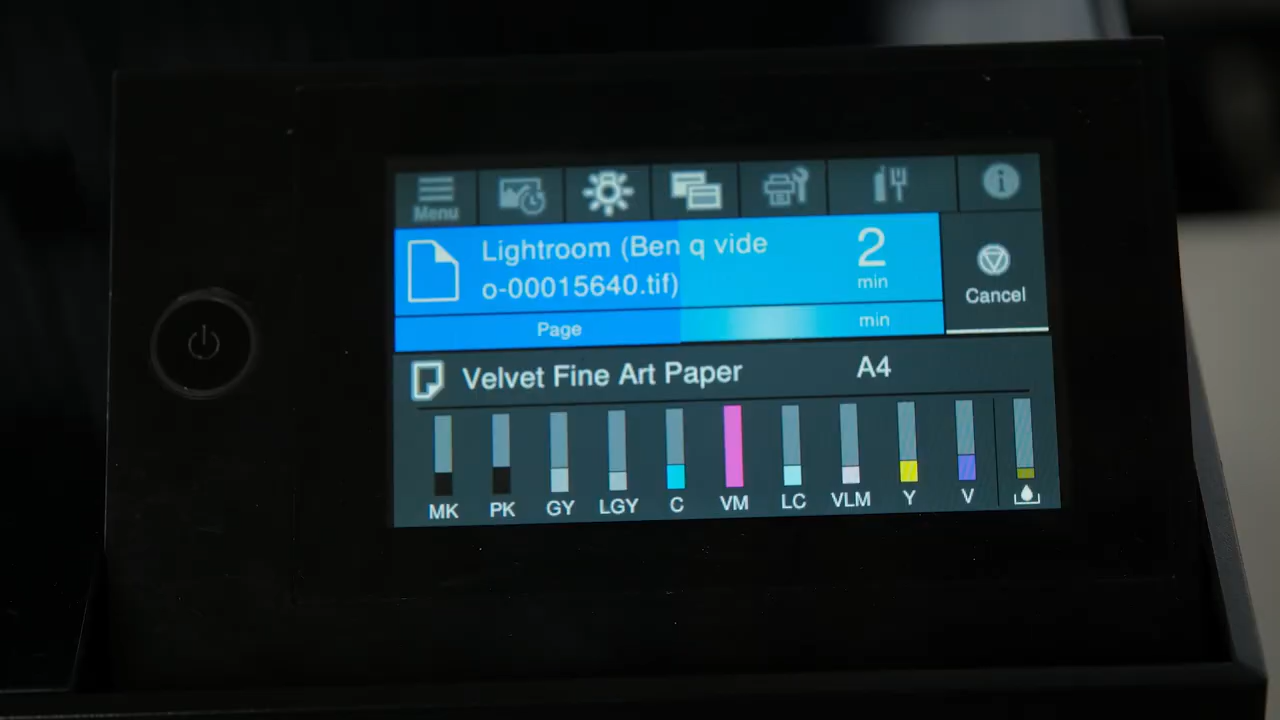 Menu
Lightroom (Ben q vide
o-00015640.tif)
2
min
Cancel
Page
min
Velvet Fine Art Paper
A4
MK PK GY LGY C VM LC VLM Y V